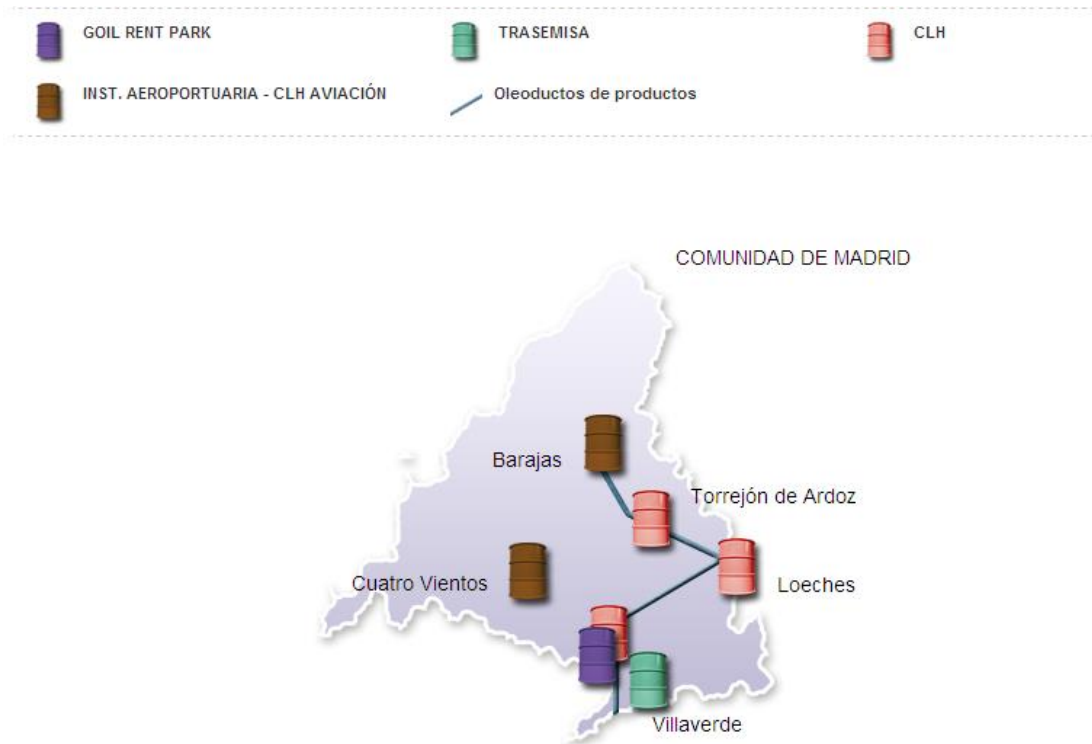 GOIL RENT PARK
TRASEMISA
CLH
INST. AEROPORTUARIA - CLH AVIACIÓN
Oleoductos de productos
COMUNIDAD DE MADRID
Barajas
Torrejón de Ardoz
Cuatro Vientos
Loeches
Villaverde